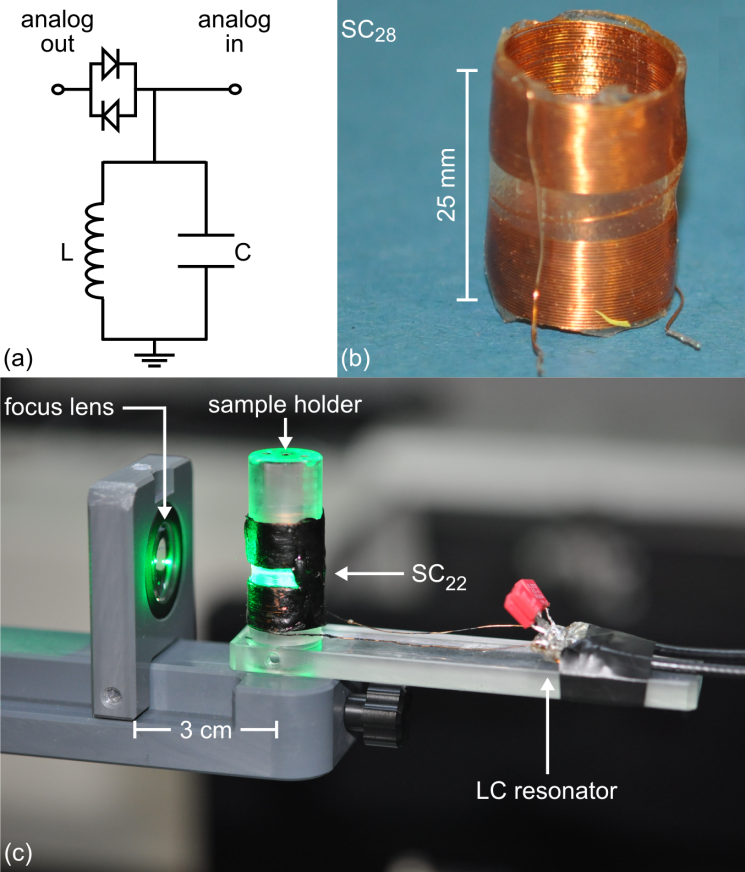 analog
out
analog
in
L
C
(a)
SC₂₈
25 mm
(b)
focus lens
sample holder
SC₂₂
3 cm
LC resonator
(c)